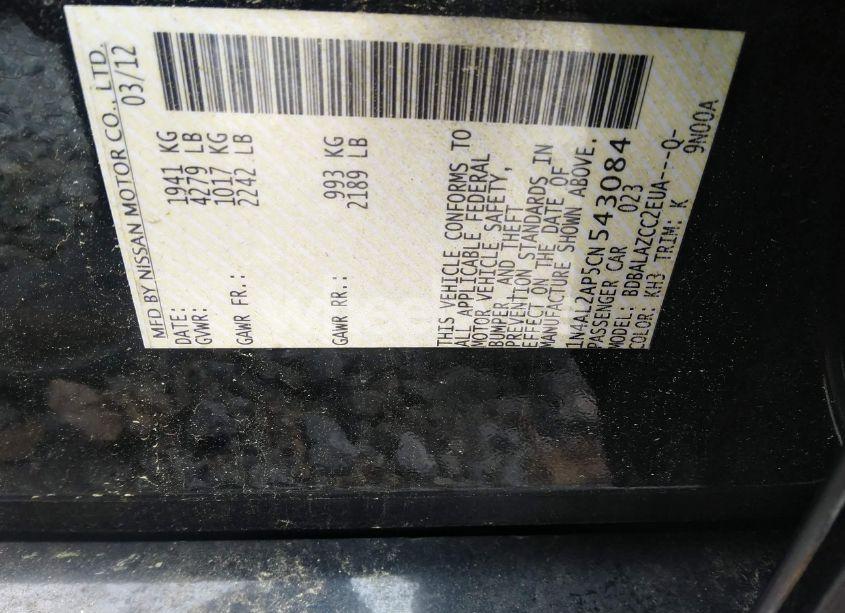 MFD BY NISSAN MOTOR CO., LTD.
DATE: 03/12
GVWR: 1941 KG
4279 LB
GAWR FR.: 1017 KG
2242 LB
GAWR RR.: 993 KG
2189 LB
THIS VEHICLE CONFORMS TO
ALL APPLICABLE FEDERAL
MOTOR VEHICLE SAFETY,
BUMPER, AND THEFT
PREVENTION STANDARDS IN
EFFECT ON THE DATE OF
MANUFACTURE SHOWN ABOVE.
1N4AL2AP5CN543084
PASSENGER CAR 023
MODEL: BDBALAZCC2EUA---Q-
COLOR: KH3 TRIM: K 9N00A